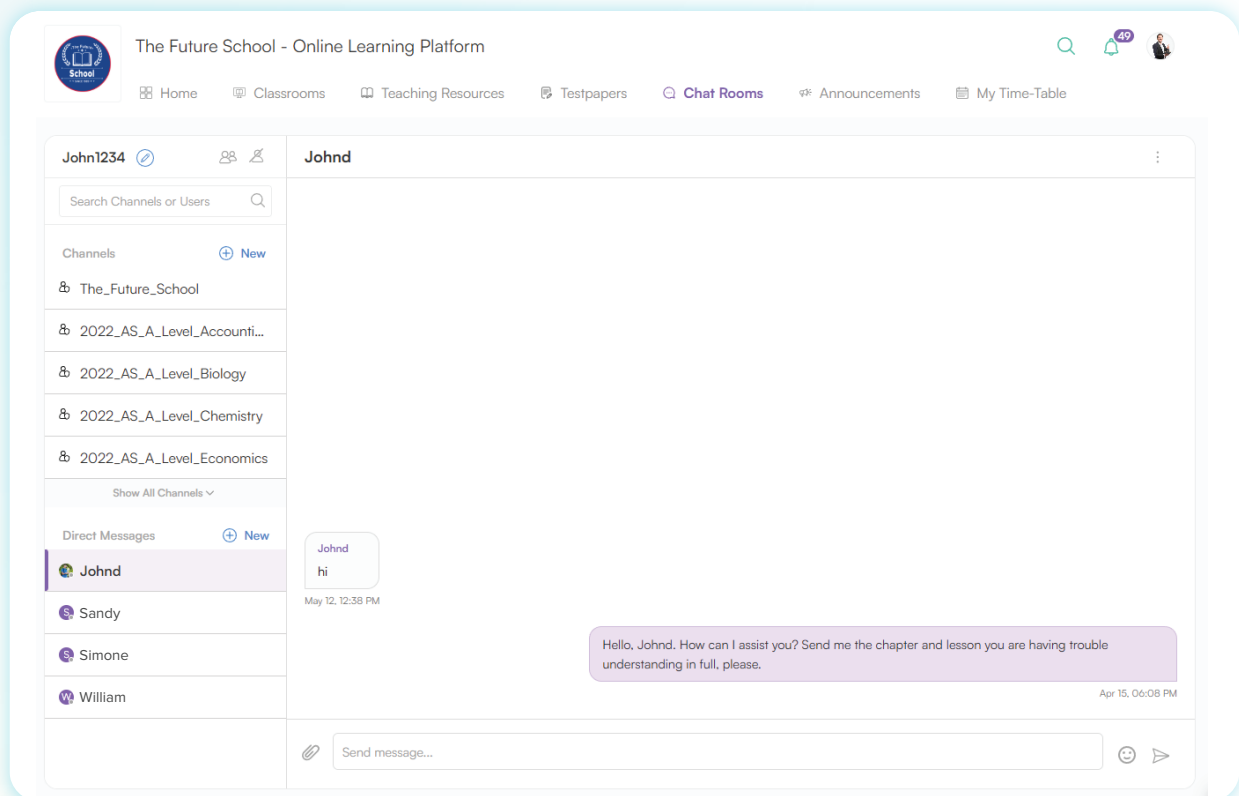 The Future School - Online Learning Platform
49
School
Home
Classrooms
Teaching Resources
Testpapers
Chat Rooms
Announcements
My Time-Table
John1234
Johnd
Search Channels or Users
Channels
New
The_Future_School
2022_AS_A_Level_Accounti...
2022_AS_A_Level_Biology
2022_AS_A_Level_Chemistry
2022_AS_A_Level_Economics
Show All Channels
Direct Messages
New
Johnd
S
Sandy
S
Simone
W
William
Johnd
hi
May 12, 12:38 PM
Hello, Johnd. How can I assist you? Send me the chapter and lesson you are having trouble
understanding in full, please.
Apr 15, 06:08 PM
Send message...